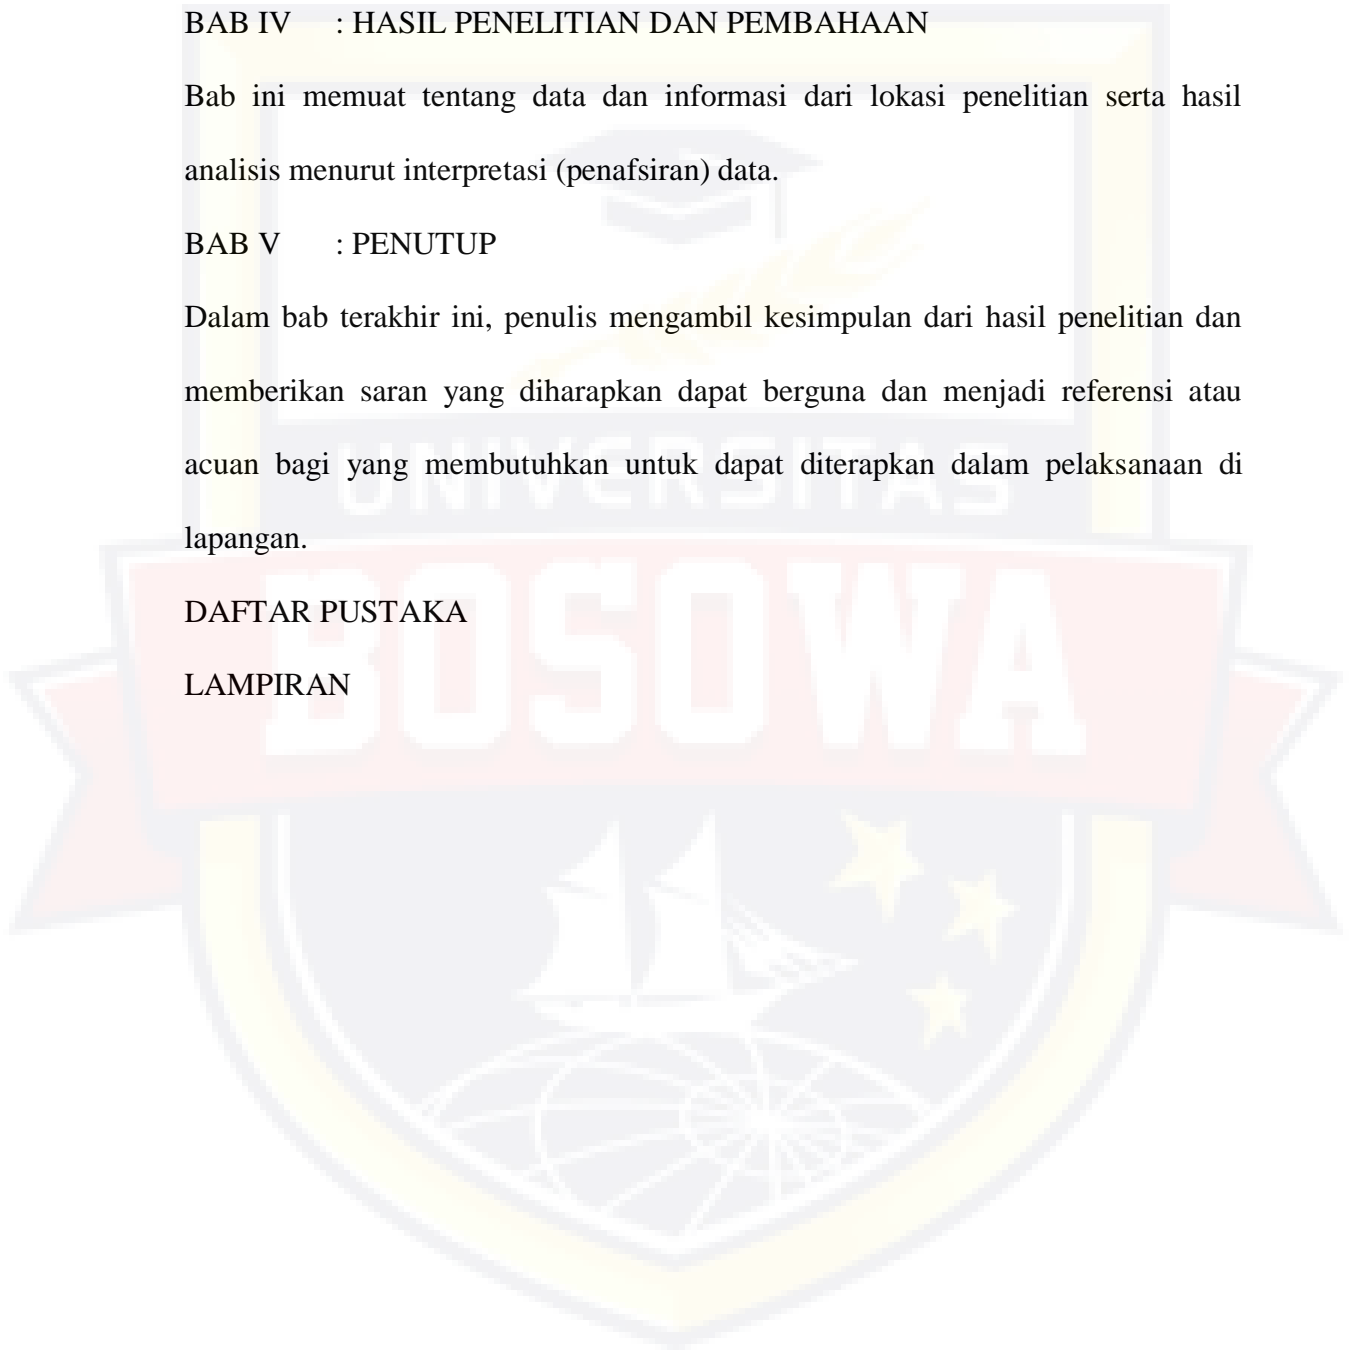 BAB IV : HASIL PENELITIAN DAN PEMBAHAAN
Bab ini memuat tentang data dan informasi dari lokasi penelitian serta hasil
analisis menurut interpretasi (penafsiran) data.
BAB V : PENUTUP
Dalam bab terakhir ini, penulis mengambil kesimpulan dari hasil penelitian dan
memberikan saran yang diharapkan dapat berguna dan menjadi referensi atau
acuan bagi yang membutuhkan untuk dapat diterapkan dalam pelaksanaan di
UNIVERSITAS
lapangan.
DAFTAR PUSTAKA
BOSOWA
LAMPIRAN